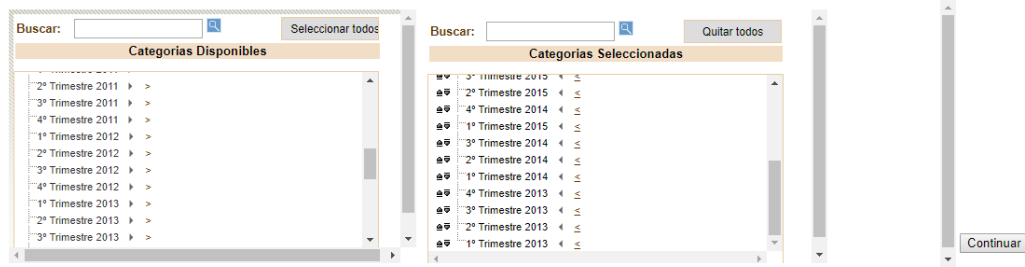 Buscar:
Seleccionar todos
Categorias Disponibles
2º Trimestre 2011 >
3º Trimestre 2011 >
4º Trimestre 2011 >
1º Trimestre 2012 >
2º Trimestre 2012 >
3º Trimestre 2012 >
4º Trimestre 2012 >
1º Trimestre 2013 >
2º Trimestre 2013 >
3º Trimestre 2013 >
Buscar:
Quitar todos
Categorias Seleccionadas
3º Trimestre 2015 <
2º Trimestre 2015 <
4º Trimestre 2014 <
1º Trimestre 2015 <
3º Trimestre 2014 <
2º Trimestre 2014 <
1º Trimestre 2014 <
4º Trimestre 2013 <
3º Trimestre 2013 <
2º Trimestre 2013 <
1º Trimestre 2013 <
Continuar